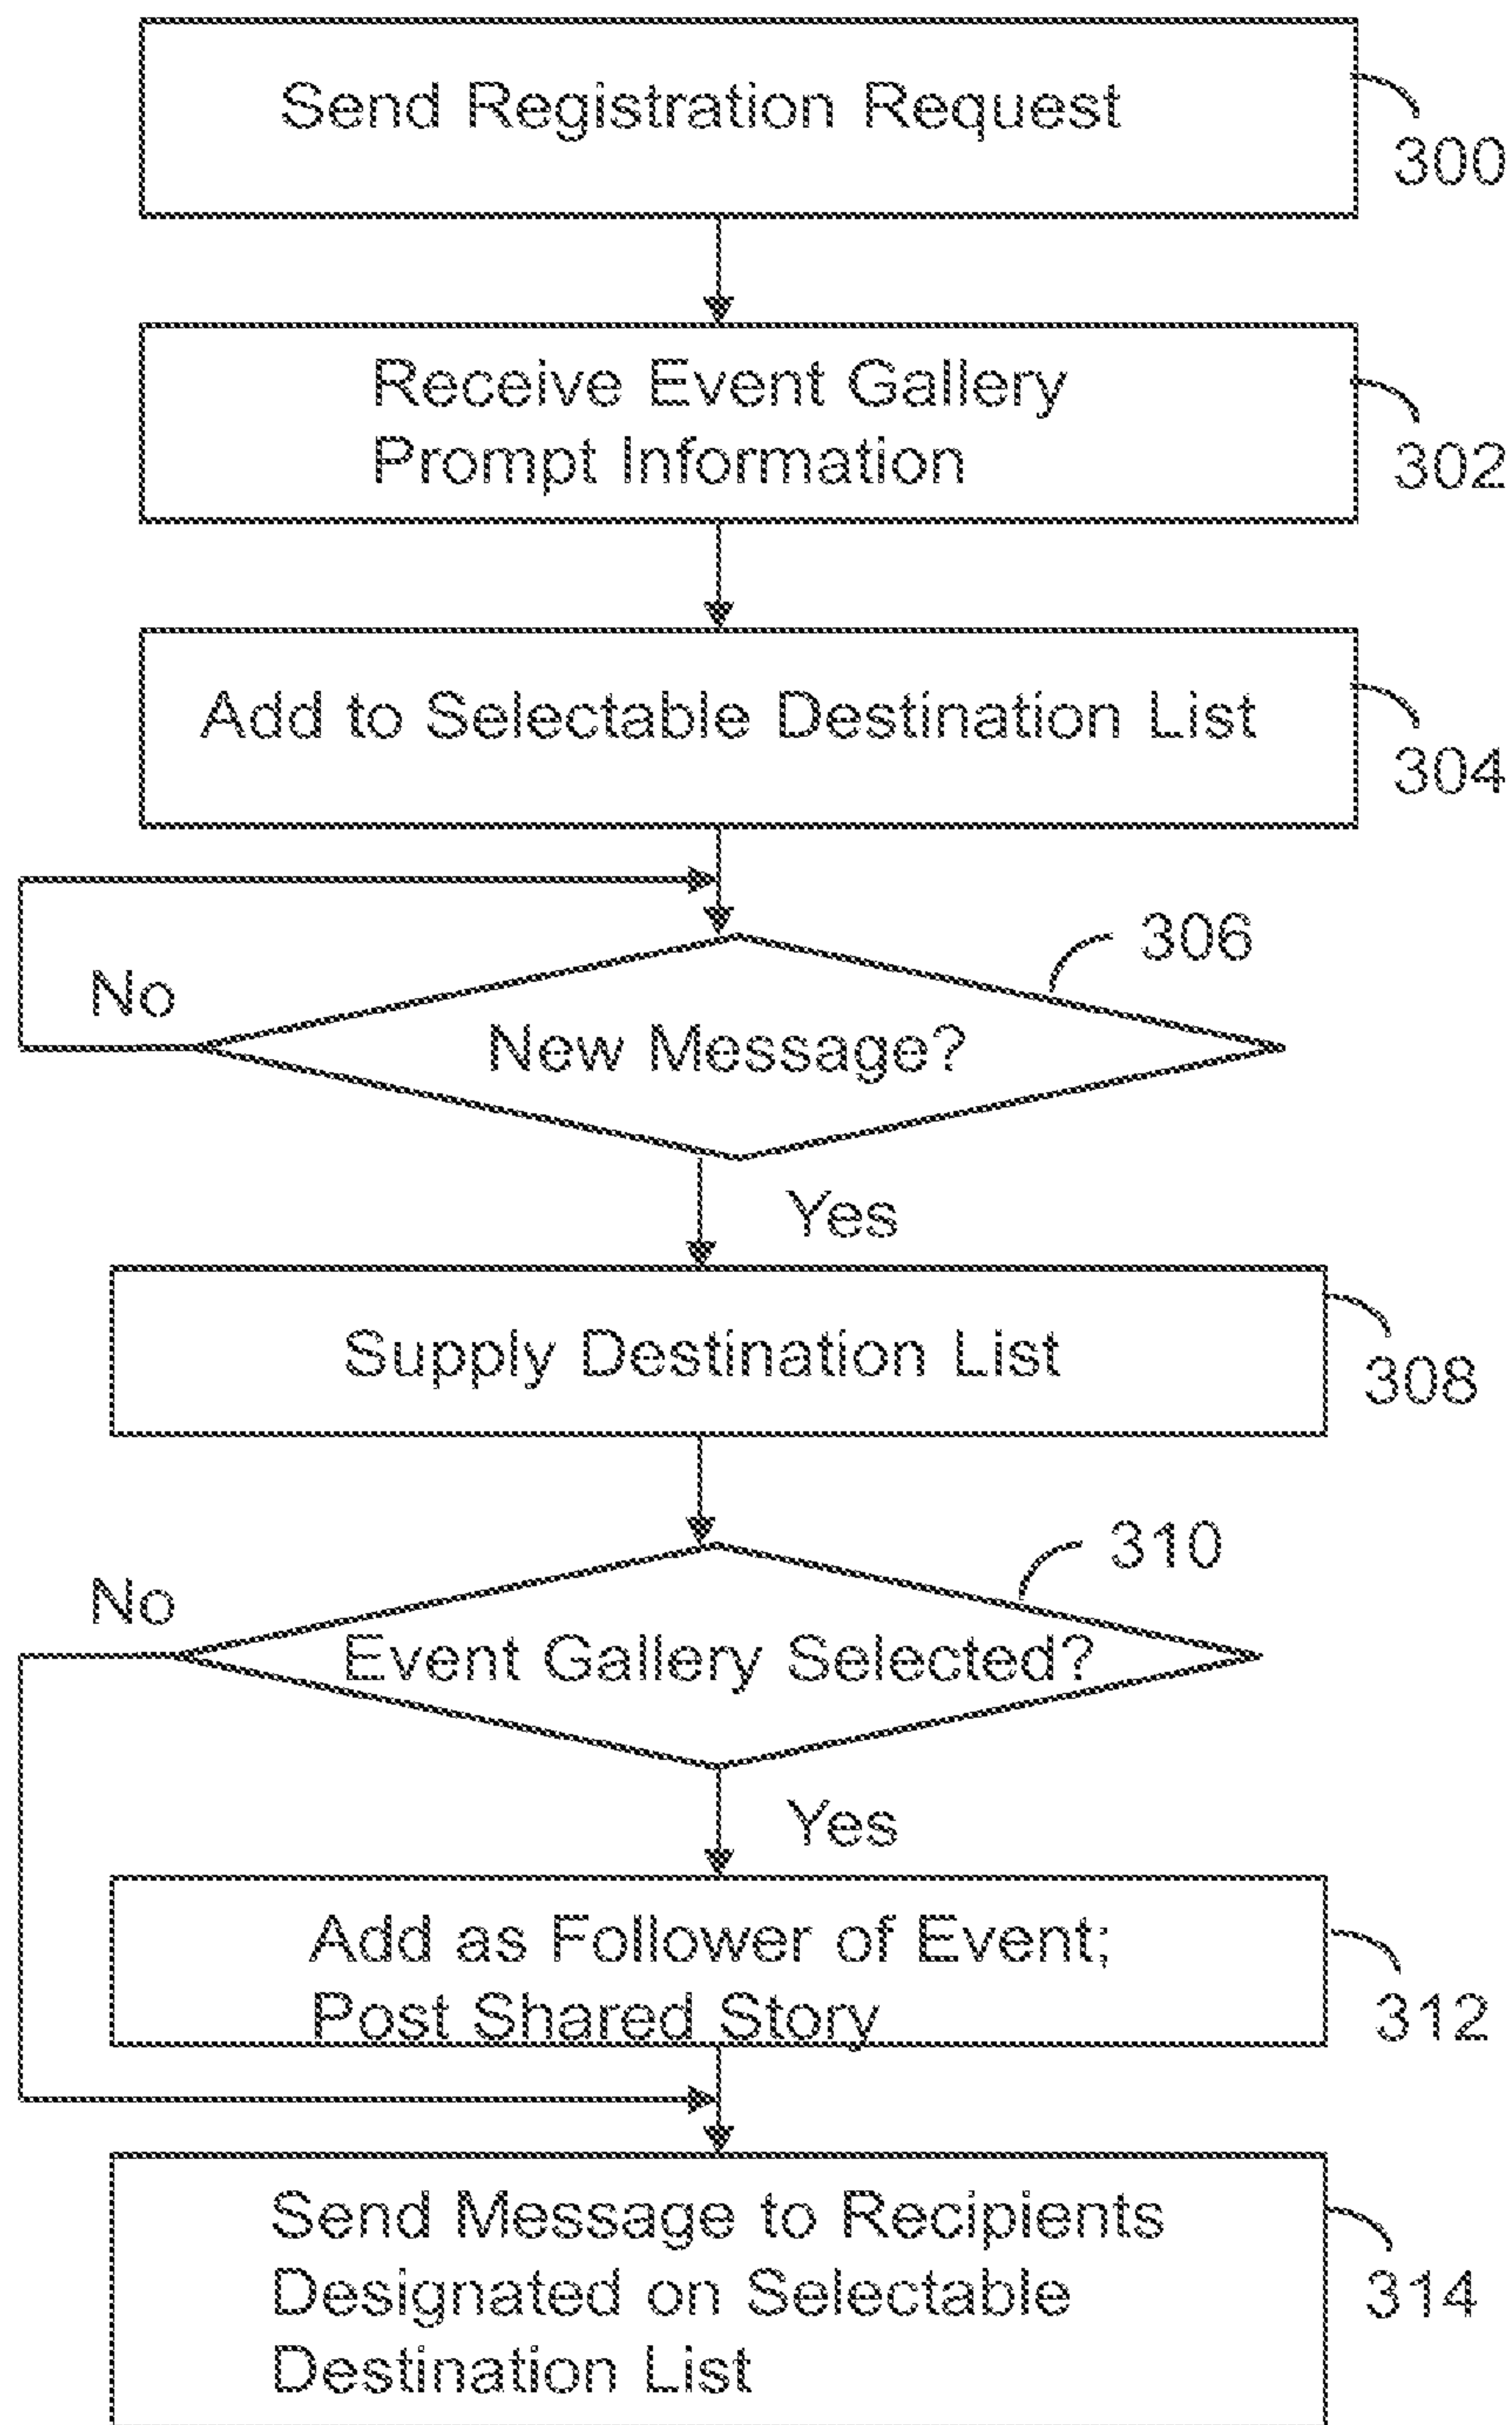 Send Registration Request
300
Receive Event Gallery
Prompt Information
302
Add to Selectable Destination List
304
306
No
New Message?
Yes
Supply Destination List
308
310
No
Event Gallery Selected?
Yes
Add as Follower of Event;
Post Shared Story
312
Send Message to Recipients
Designated on Selectable
Destination List
314